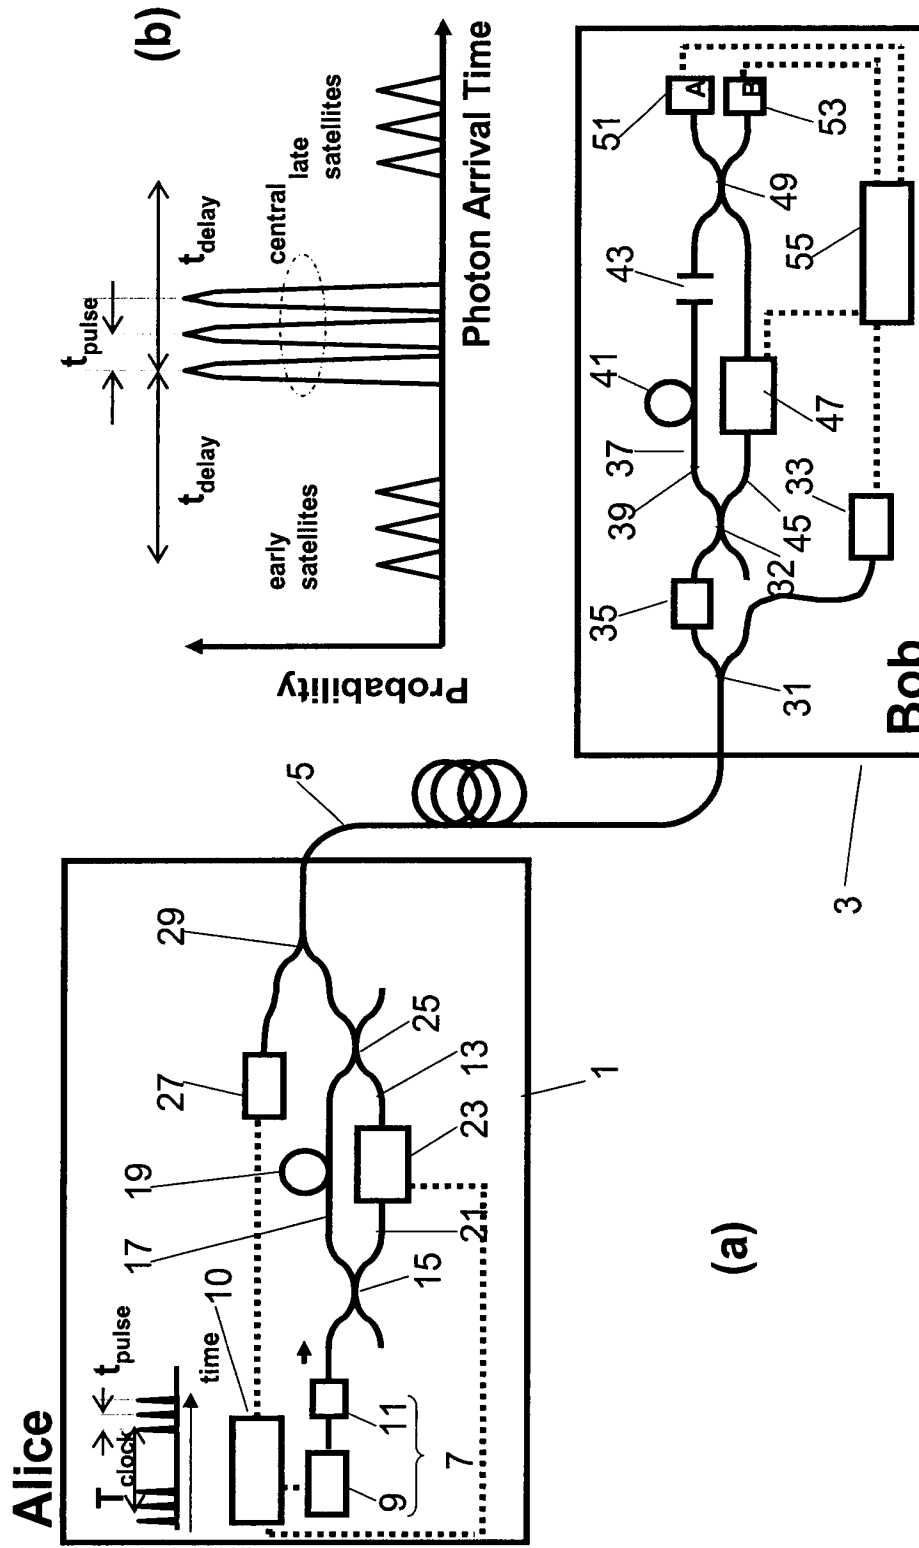 Alice
T_clock
t_pulse
time
10
17
19
27
29
5
9
11
7
15
21
23
13
25
1
(a)
(b)
Probability
t_delay
t_pulse
t_delay
early
satellites
central
late
satellites
Photon Arrival Time
3
31
35
32
33
39
37
45
41
47
43
49
51
53
55
A
B
Bob